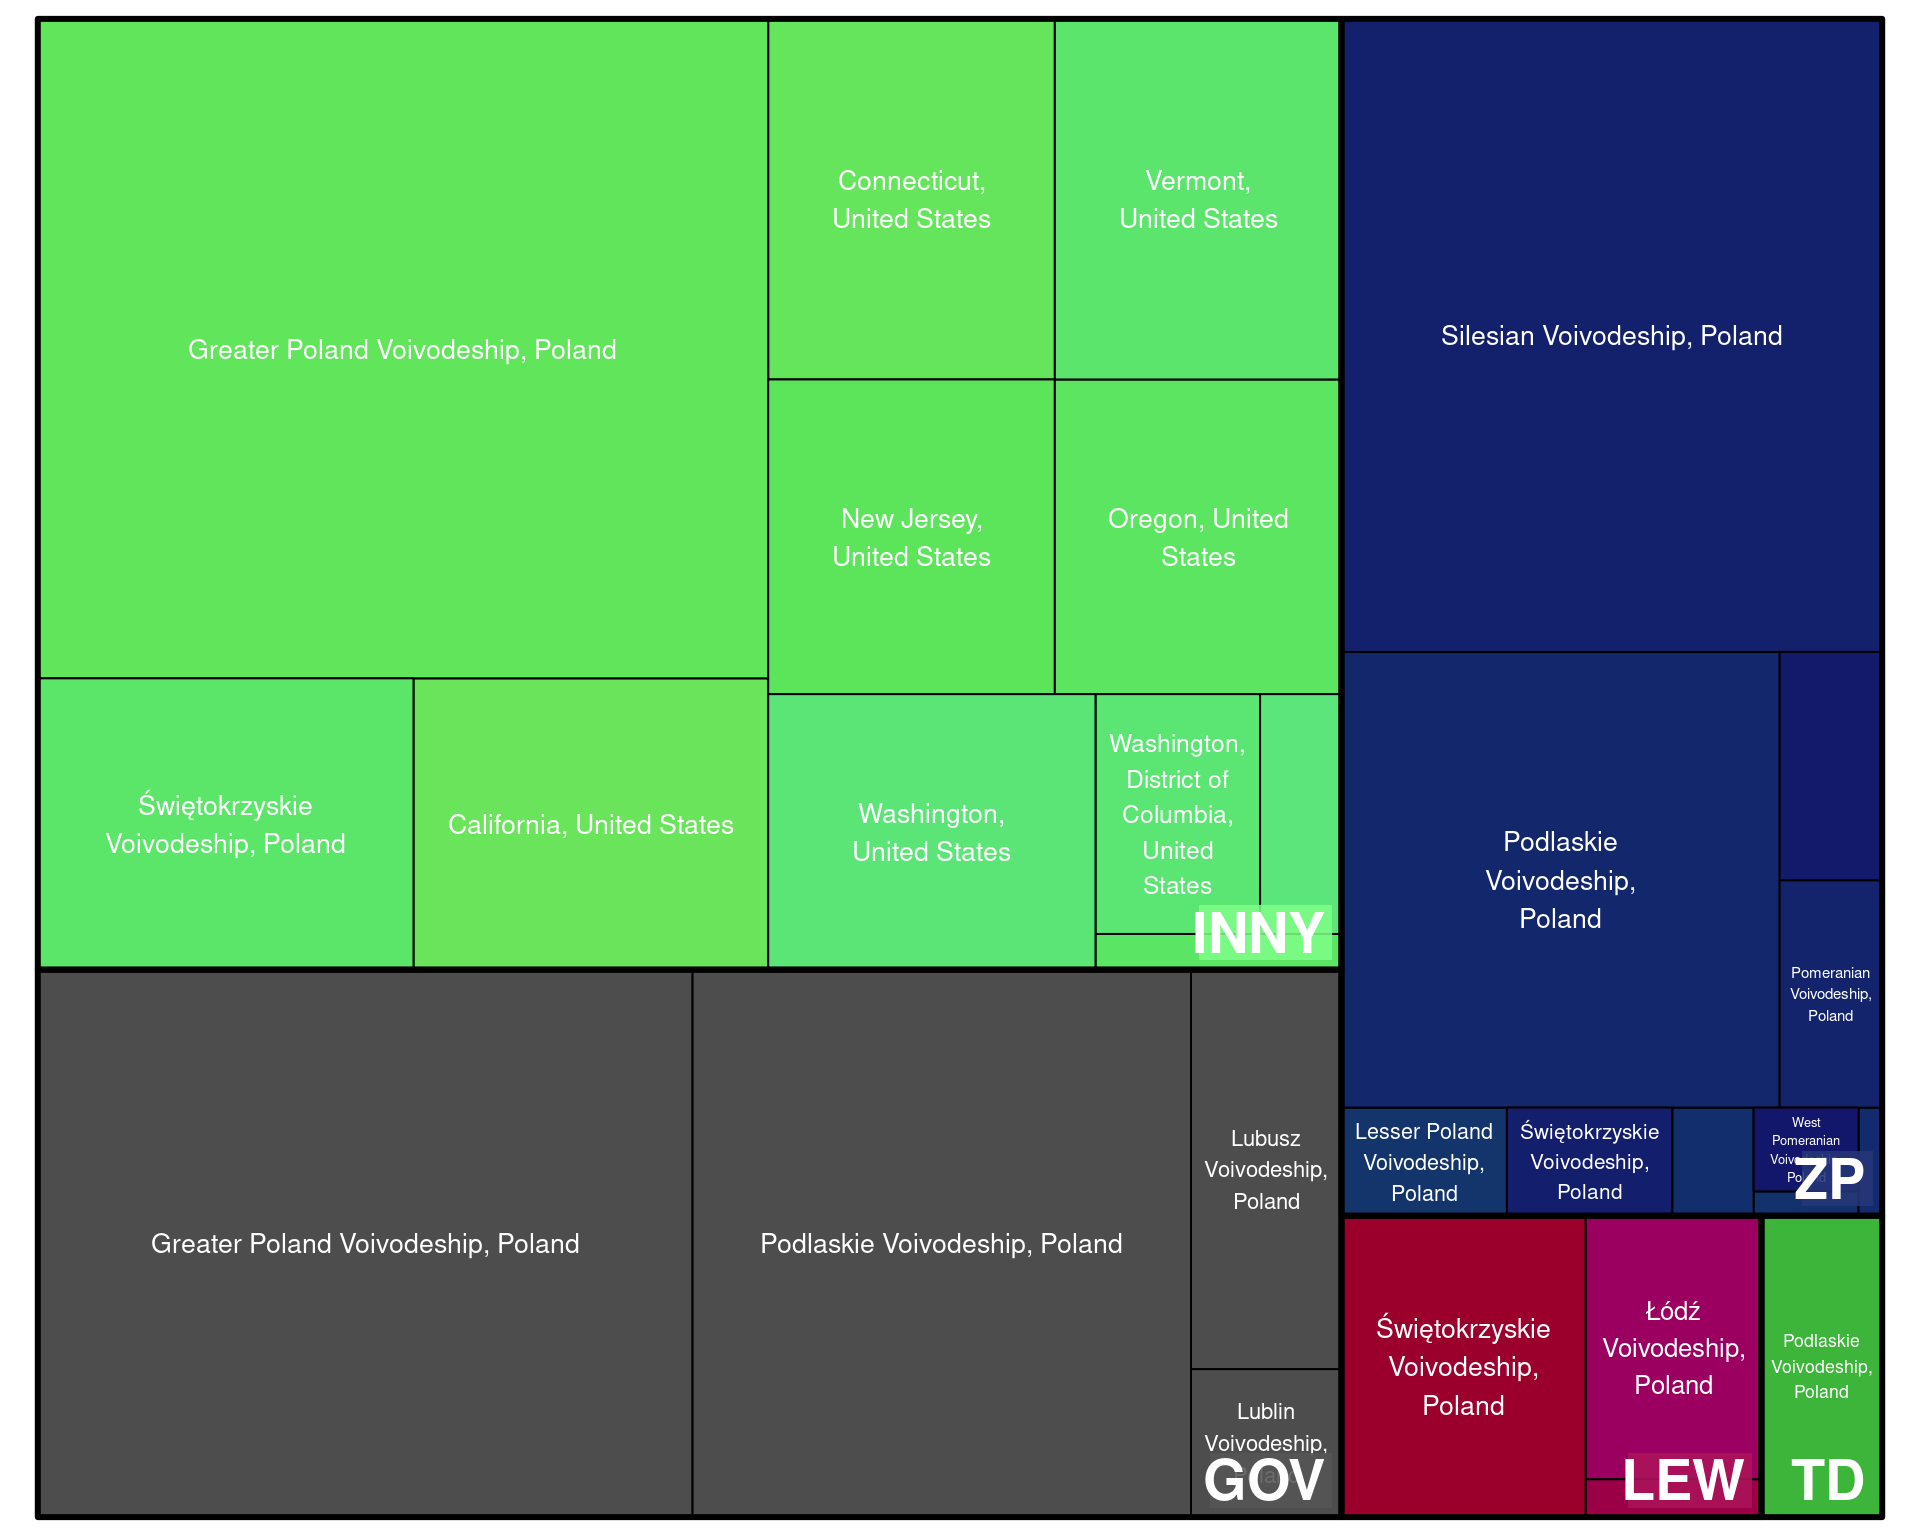 Greater Poland Voivodeship, Poland
Connecticut,
United States
Vermont,
United States
New Jersey,
United States
Oregon, United
States
Świętokrzyskie
Voivodeship, Poland
California, United States
Washington,
United States
Washington,
District of
Columbia,
United
States
INNY
Greater Poland Voivodeship, Poland
Podlaskie Voivodeship, Poland
Lubusz
Voivodeship,
Poland
Lublin
Voivodeship,
GOV
Silesian Voivodeship, Poland
Podlaskie
Voivodeship,
Poland
Pomeranian
Voivodeship,
Poland
Lesser Poland
Voivodeship,
Poland
Świętokrzyskie
Voivodeship,
Poland
West
Pomeranian
ZP
Świętokrzyskie
Voivodeship,
Poland
Łódź
Voivodeship,
Poland
LEW
Podlaskie
Voivodeship,
Poland
TD